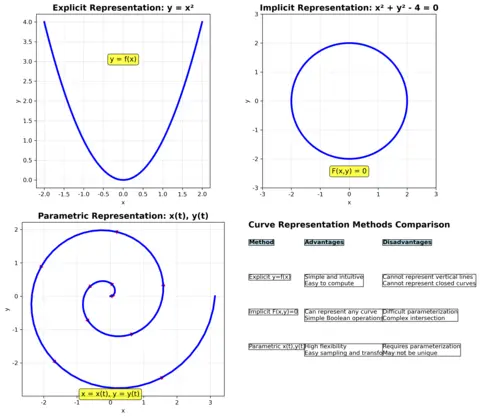 Explicit Representation: y = x²
4.0
3.5
3.0
2.5
2.0
1.5
1.0
0.5
0.0
y
y = f(x)
-2.0 -1.5 -1.0 -0.5 0.0 0.5 1.0 1.5 2.0
x
Implicit Representation: x² + y² - 4 = 0
3
2
1
0
-1
-2
-3
y
F(x,y) = 0
-3 -2 -1 0 1 2 3
x
Parametric Representation: x(t), y(t)
2
1
0
-1
-2
y
x = x(t), y = y(t)
-2 -1 0 1 2 3
x
Curve Representation Methods Comparison
Method Advantages Disadvantages
Explicit y=f(x) Simple and intuitive Cannot represent vertical lines
Easy to compute Cannot represent closed curves
Implicit F(x,y)=0 Can represent any curve Difficult parameterization
Simple Boolean operations Complex intersection
Parametric x(t),y(t) High flexibility Requires parameterization
Easy sampling and transfo May not be unique